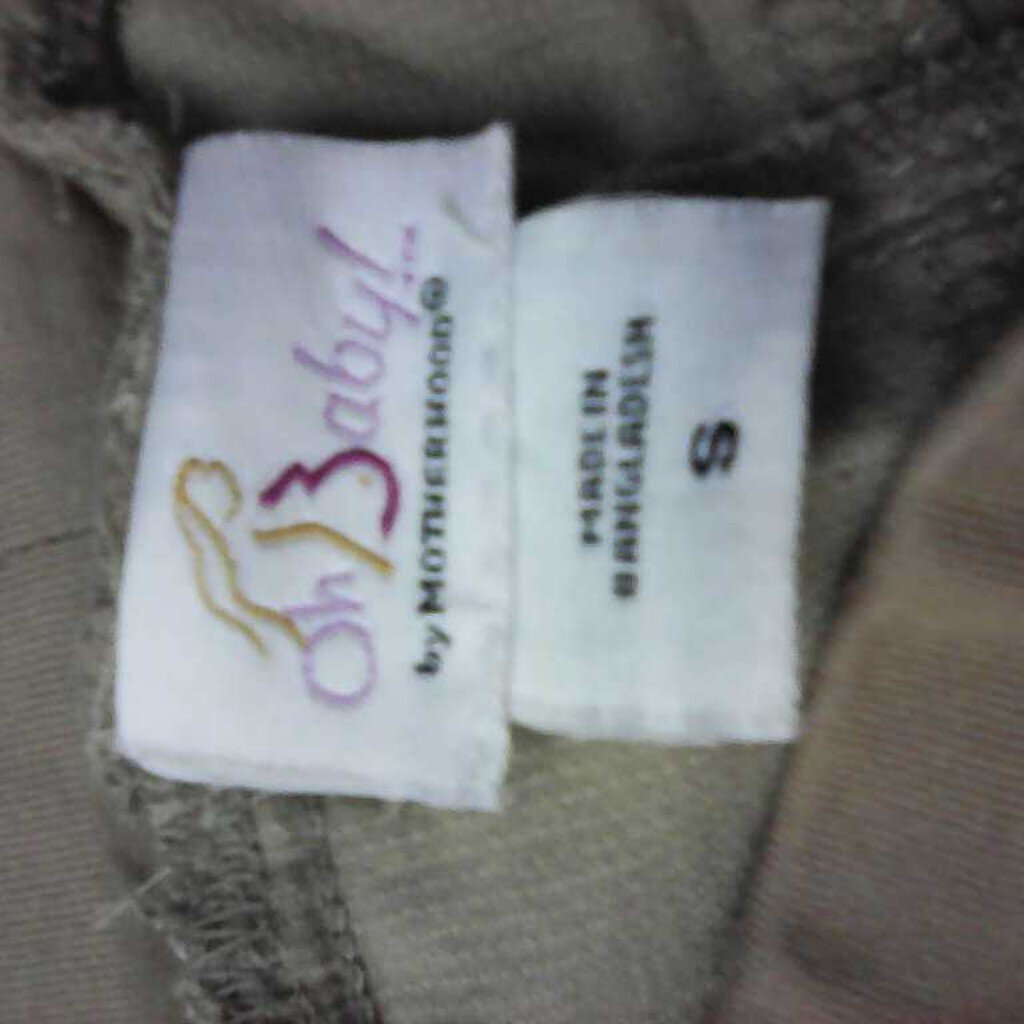 Oh Baby!...
by MOTHERHOOD®
MADE IN
BANGLADESH
S